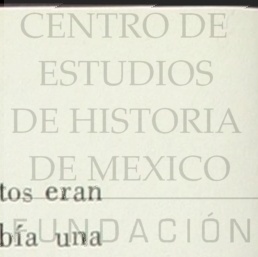 CENTRO DE
ESTUDIOS
DE HISTORIA
DE MEXICO
tos eran
FUNDACIÓN
bía una